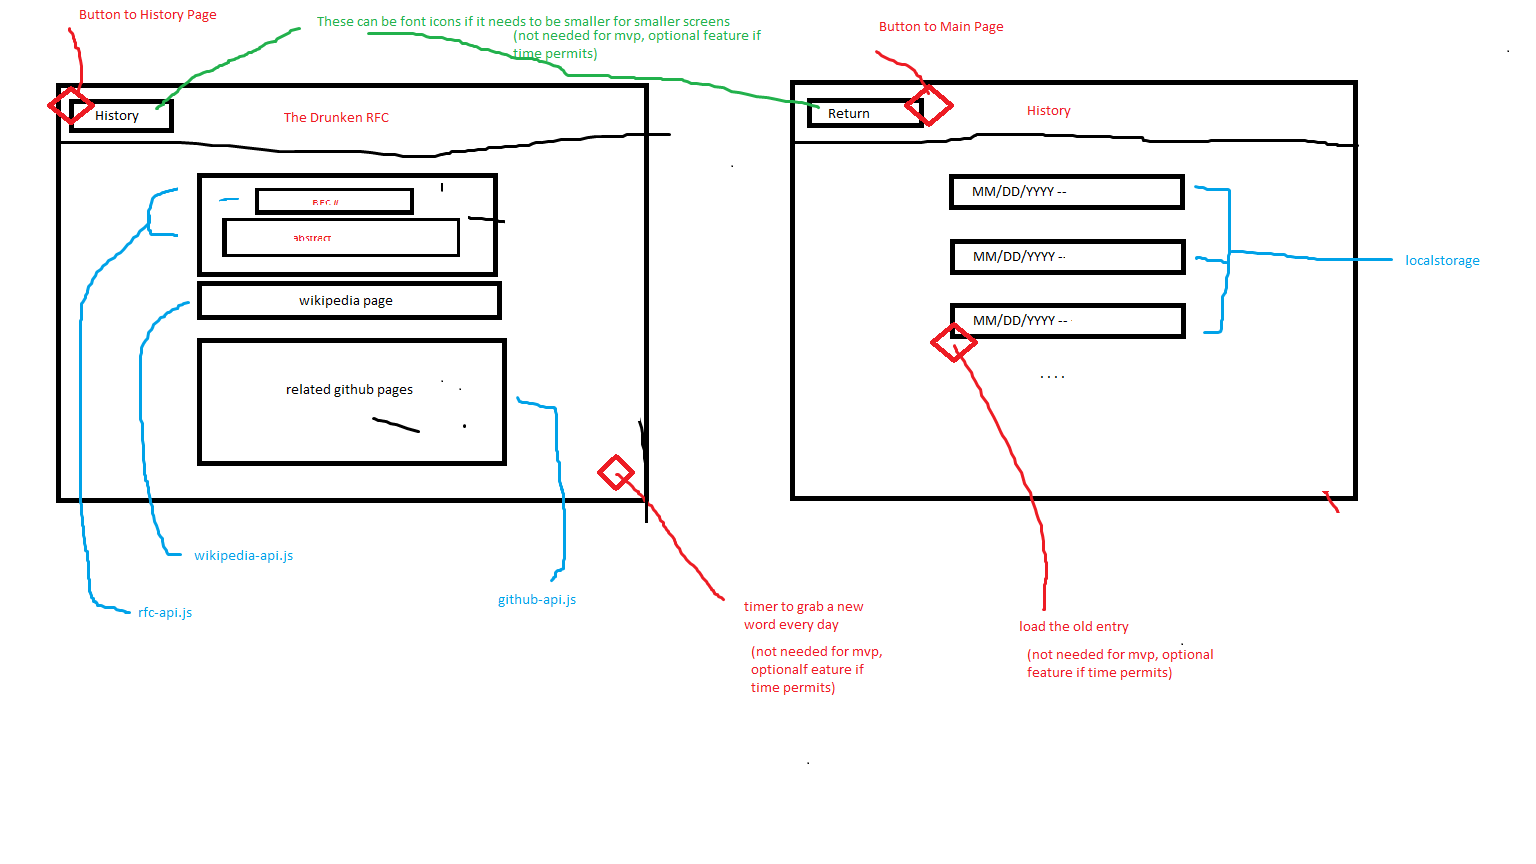 Button to History Page
These can be font icons if it needs to be smaller for smaller screens
(not needed for mvp, optional feature if
time permits)
Button to Main Page
History
The Drunken RFC
Return
History
RFC #
abstract
wikipedia page
related github pages
MM/DD/YYYY --
MM/DD/YYYY --
MM/DD/YYYY --
....
localstorage
wikipedia-api.js
rfc-api.js
github-api.js
timer to grab a new
word every day
(not needed for mvp,
optionalf eature if
time permits)
load the old entry
(not needed for mvp, optional
feature if time permits)